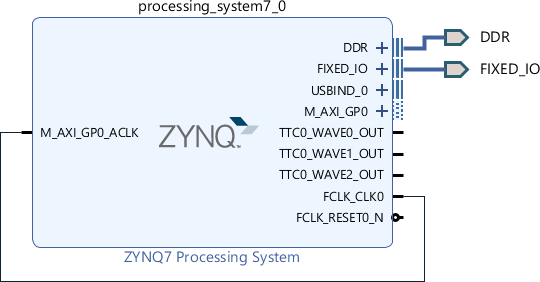 processing_system7_0
DDR
DDR
FIXED_IO
FIXED_IO
USBIND_0
M_AXI_GP0
M_AXI_GP0_ACLK
ZYNQ
TTC0_WAVE0_OUT
TTC0_WAVE1_OUT
TTC0_WAVE2_OUT
FCLK_CLK0
FCLK_RESET0_N
ZYNQ7 Processing System